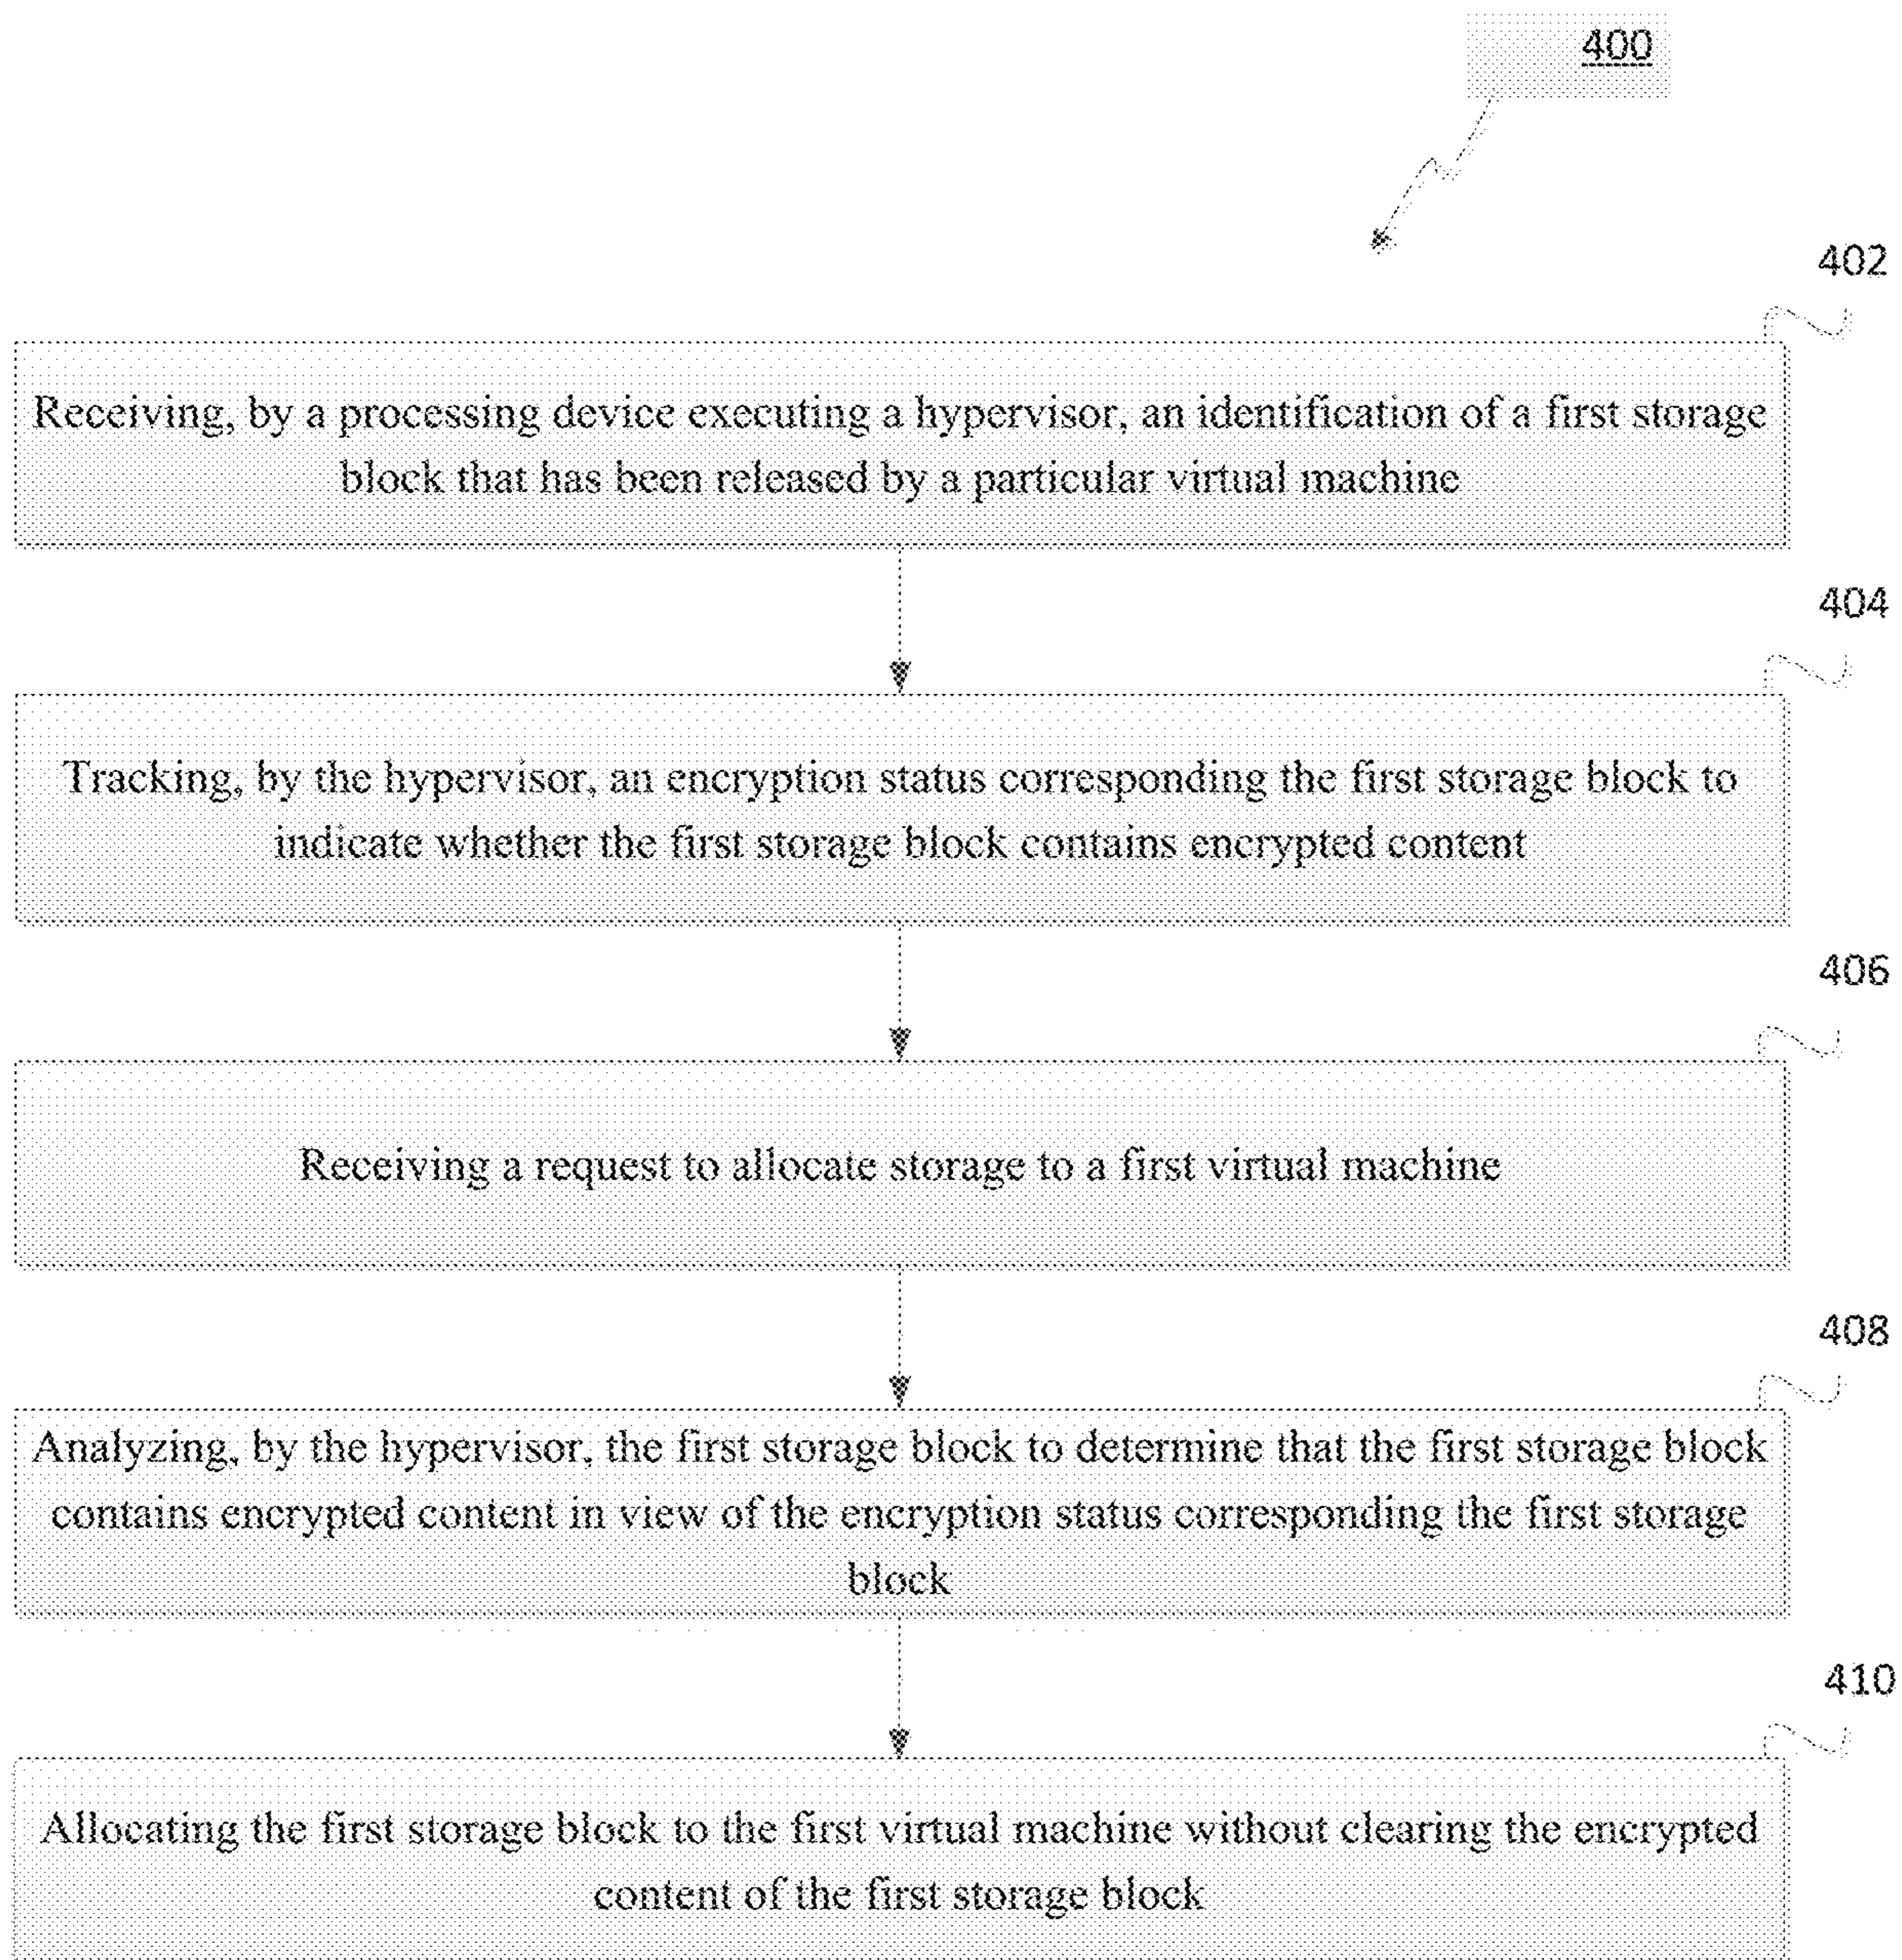 400
402
Receiving, by a processing device executing a hypervisor, an identification of a first storage
block that has been released by a particular virtual machine
404
Tracking, by the hypervisor, an encryption status corresponding the first storage block to
indicate whether the first storage block contains encrypted content
406
Receiving a request to allocate storage to a first virtual machine
408
Analyzing, by the hypervisor, the first storage block to determine that the first storage block
contains encrypted content in view of the encryption status corresponding the first storage
block
410
Allocating the first storage block to the first virtual machine without clearing the encrypted
content of the first storage block